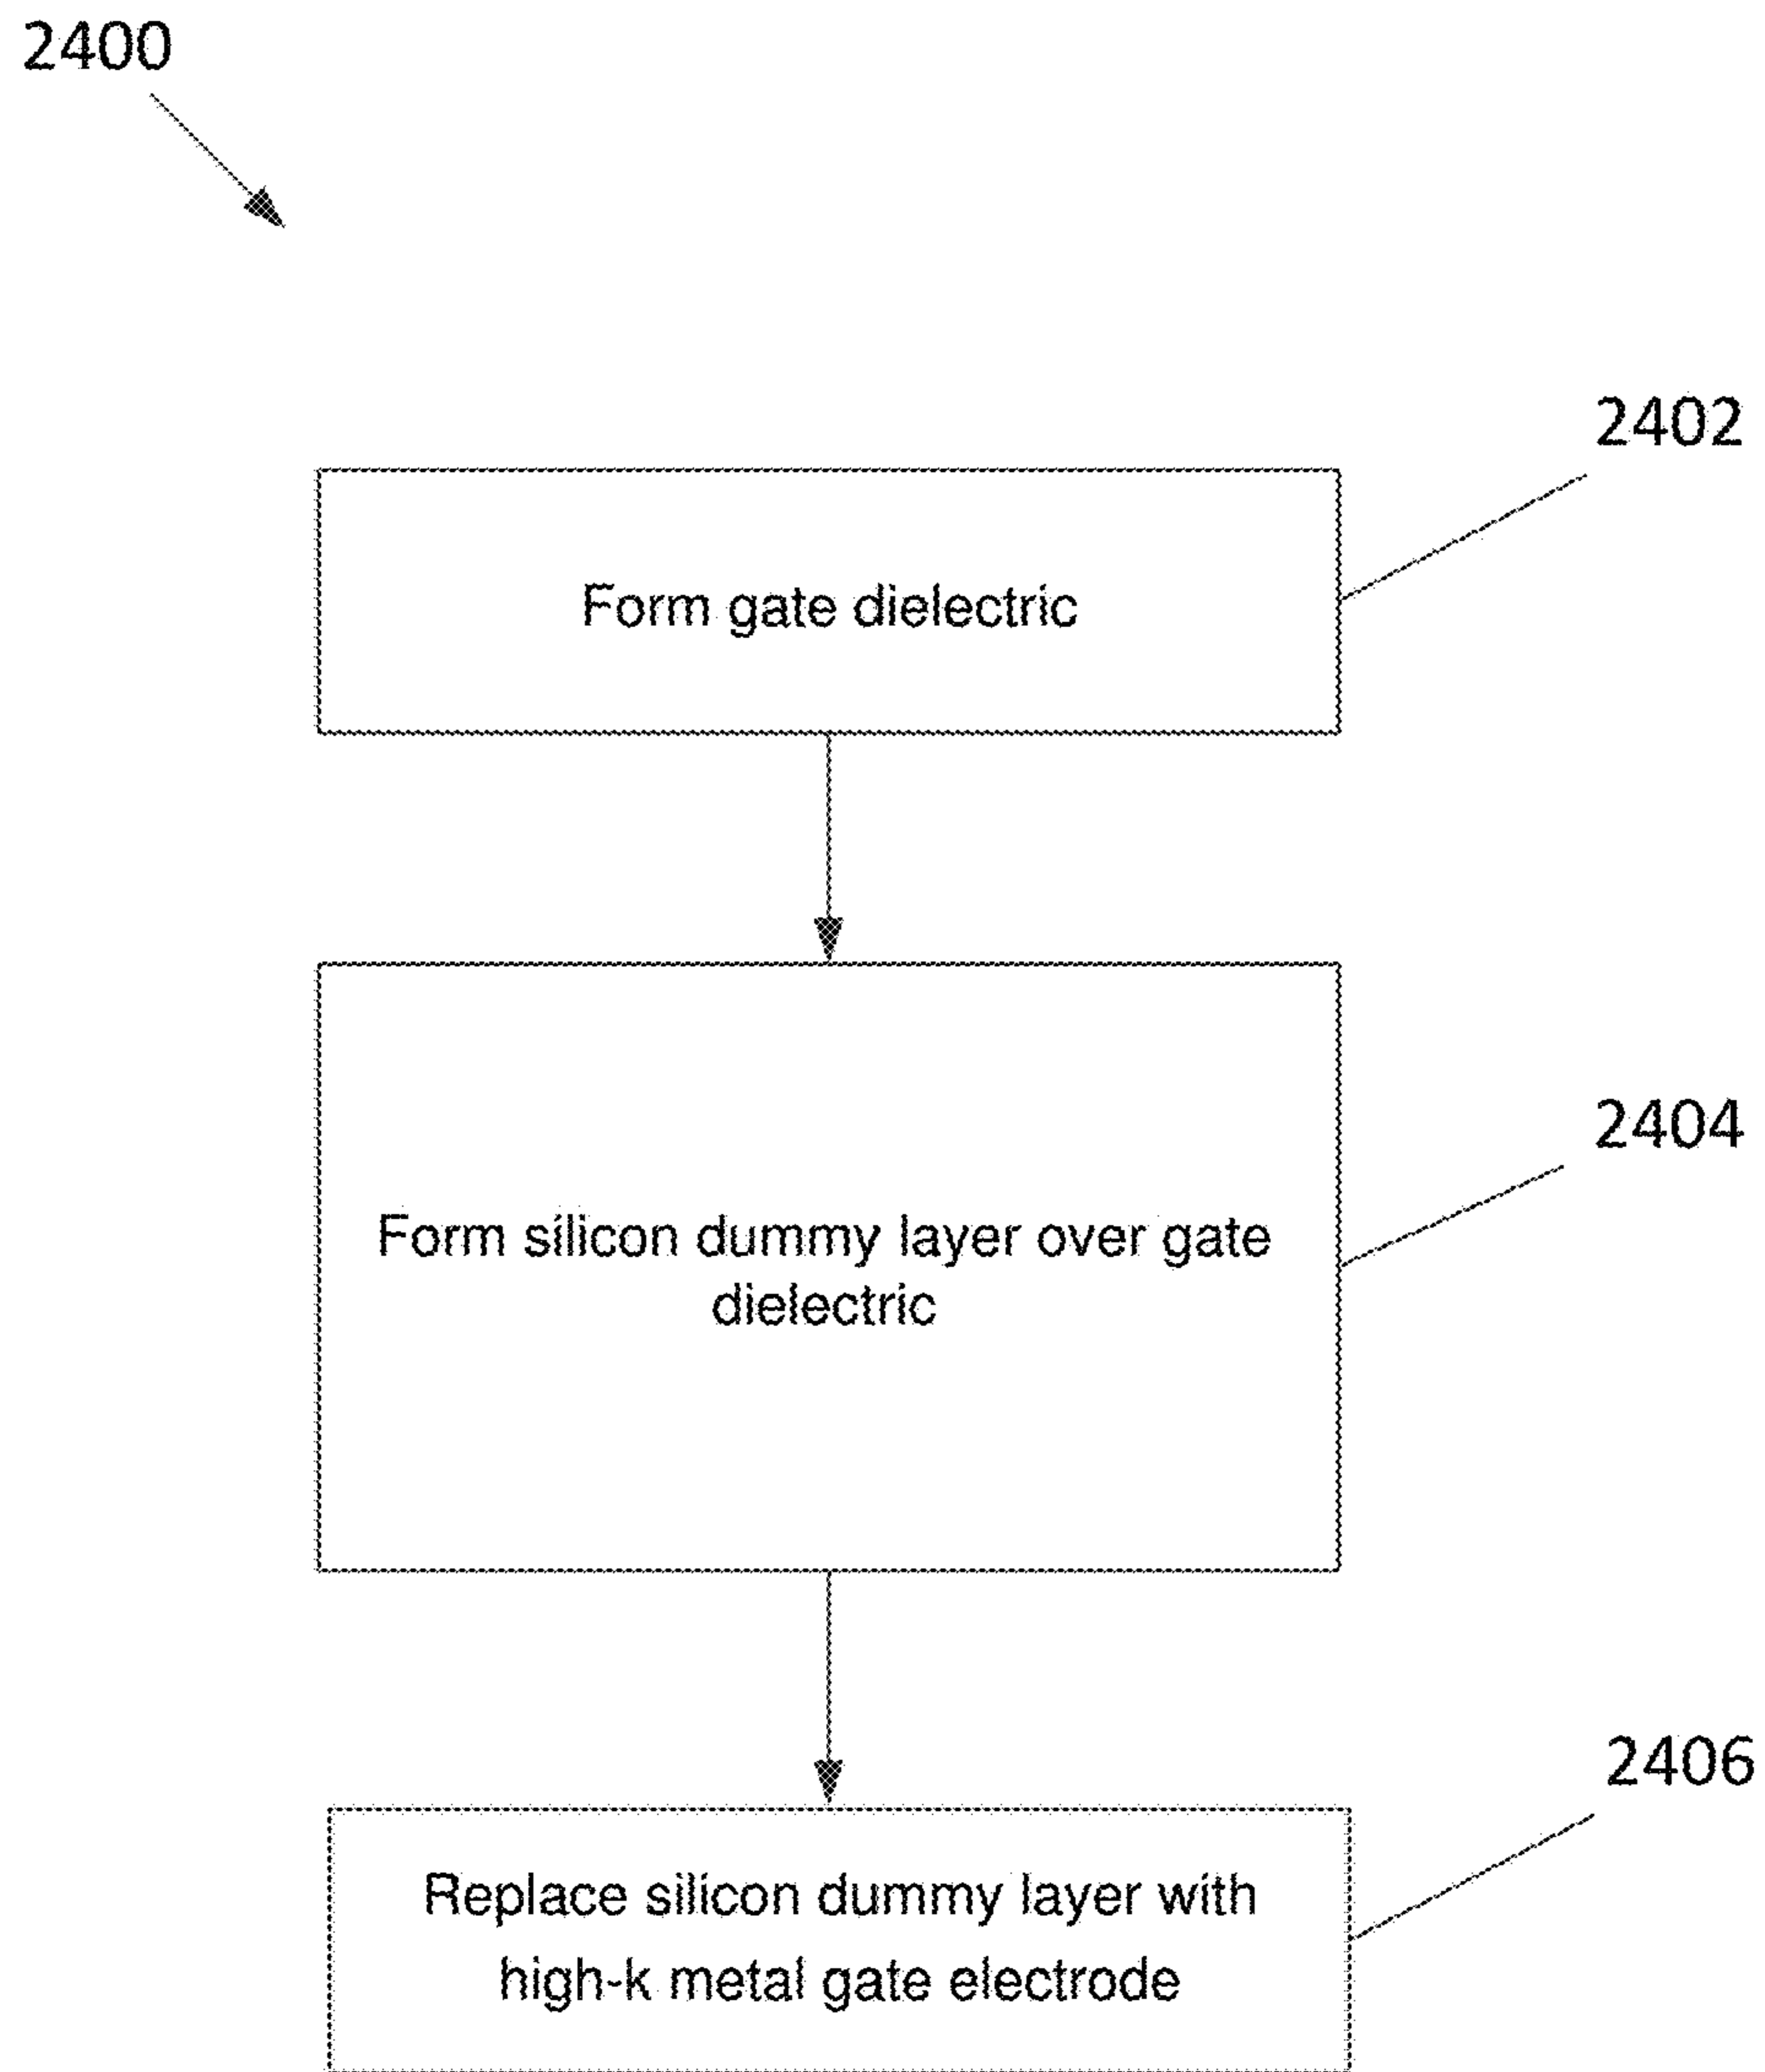 2400
2402
Form gate dielectric
2404
Form silicon dummy layer over gate
dielectric
2406
Replace silicon dummy layer with
high-k metal gate electrode